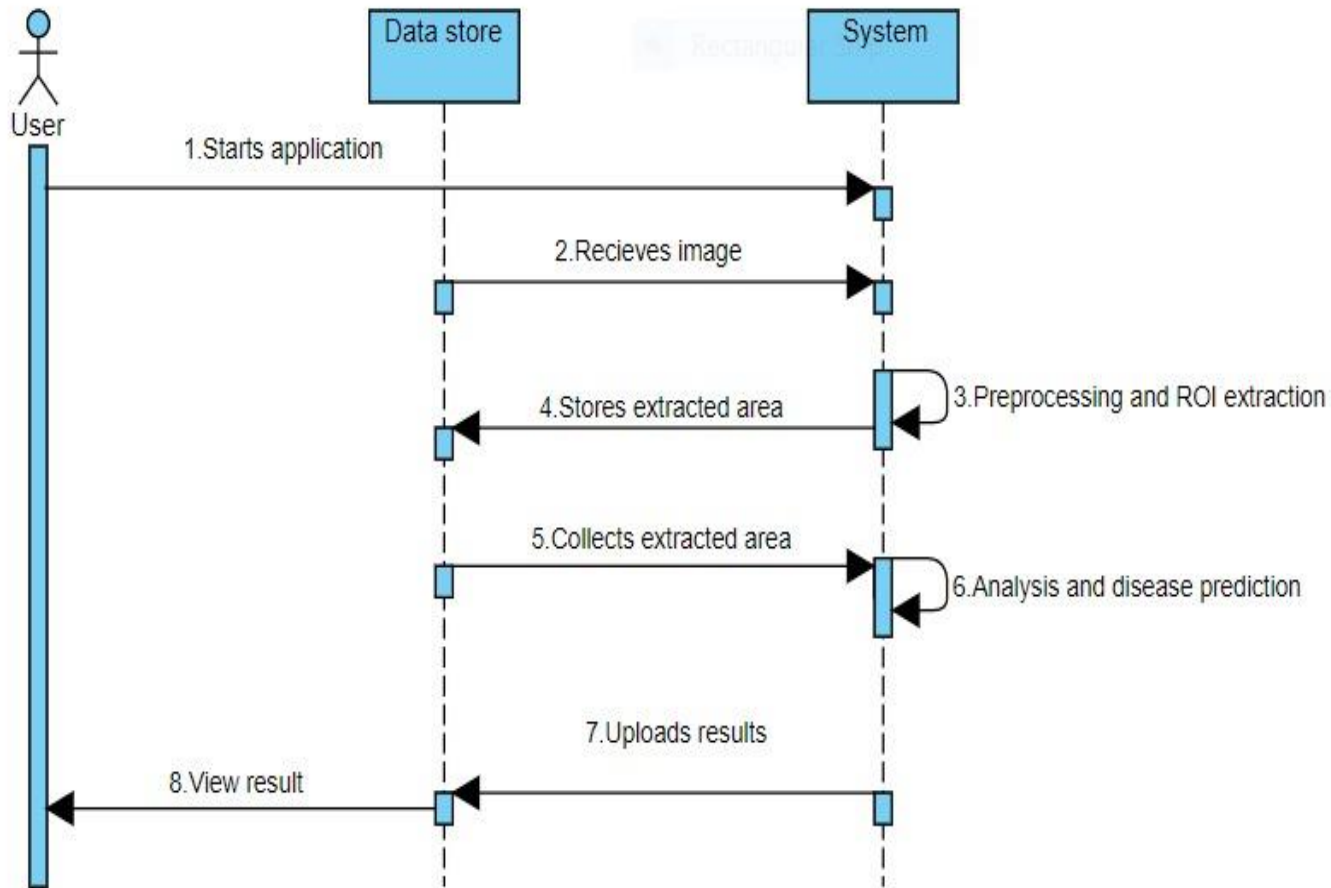 Data store
System
User
1.Starts application
2.Recieves image
3.Preprocessing and ROI extraction
4.Stores extracted area
5.Collects extracted area
6.Analysis and disease prediction
7.Uploads results
8.View result